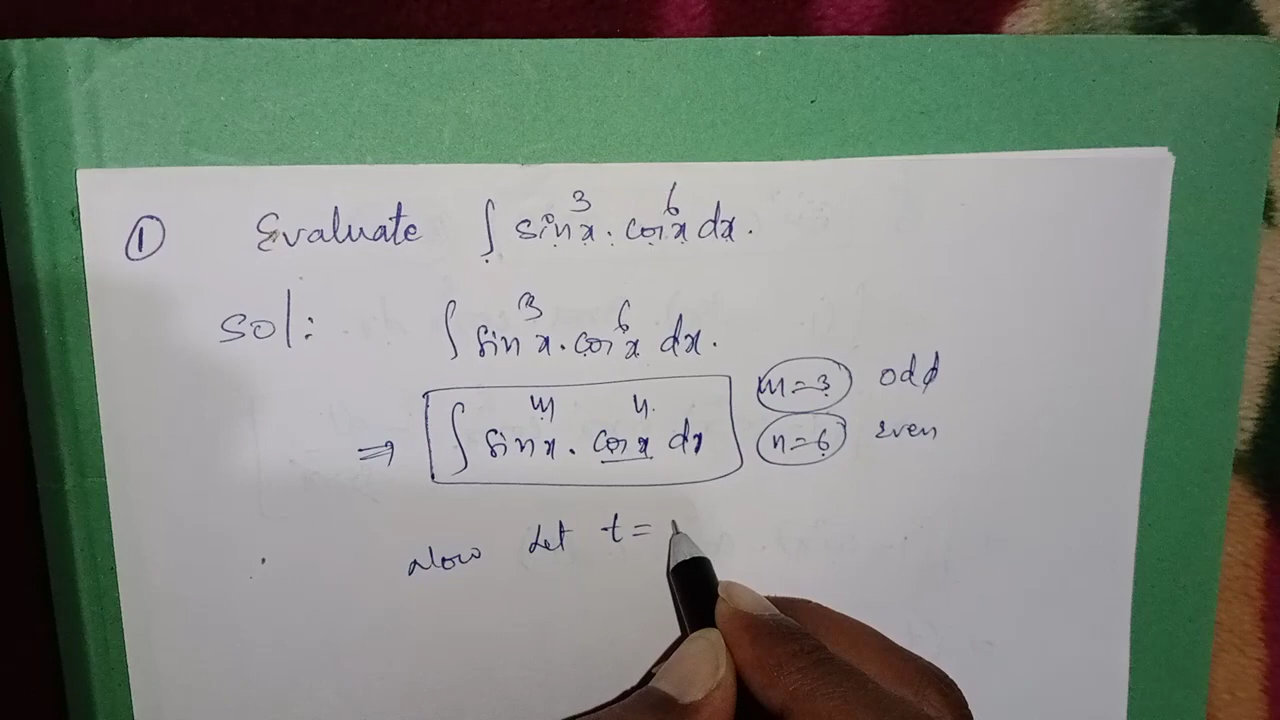 ① Evaluate ∫ sin³x · cos⁶x dx.
Sol: ∫ sin³x · cos⁶x dx.
m=3 odd
⇒ ∫ sinᵐx · cosⁿx dx n=6 even
Now Let t=